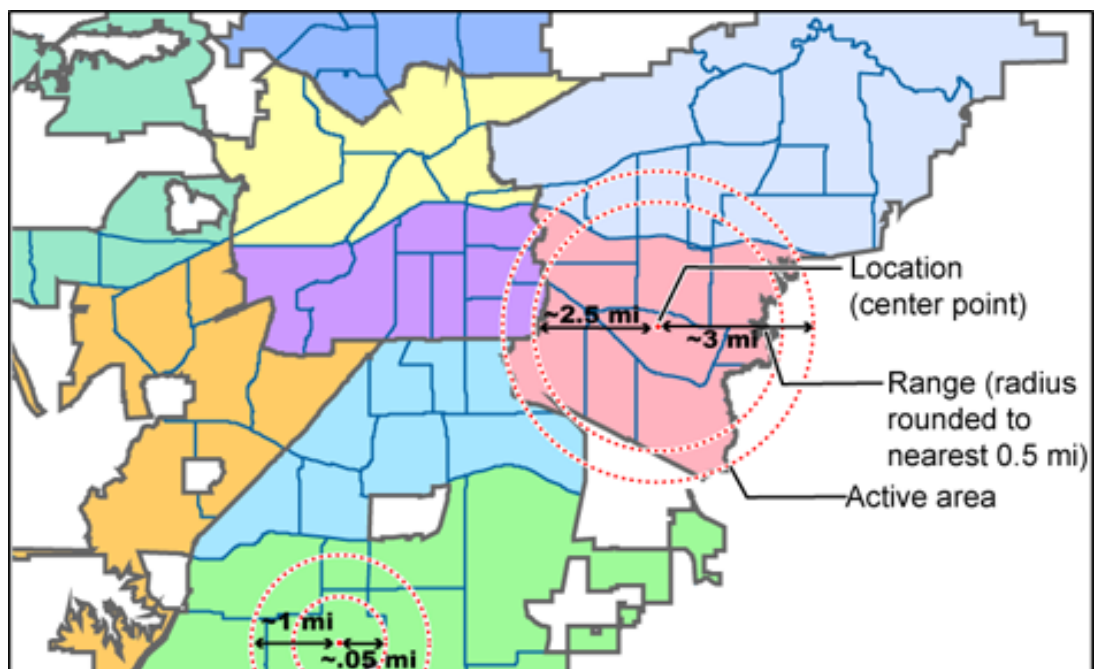 Location
(center point)
~2.5 mi
~3 mi
Range (radius
rounded to
nearest 0.5 mi)
Active area
~1 mi
~.05 mi